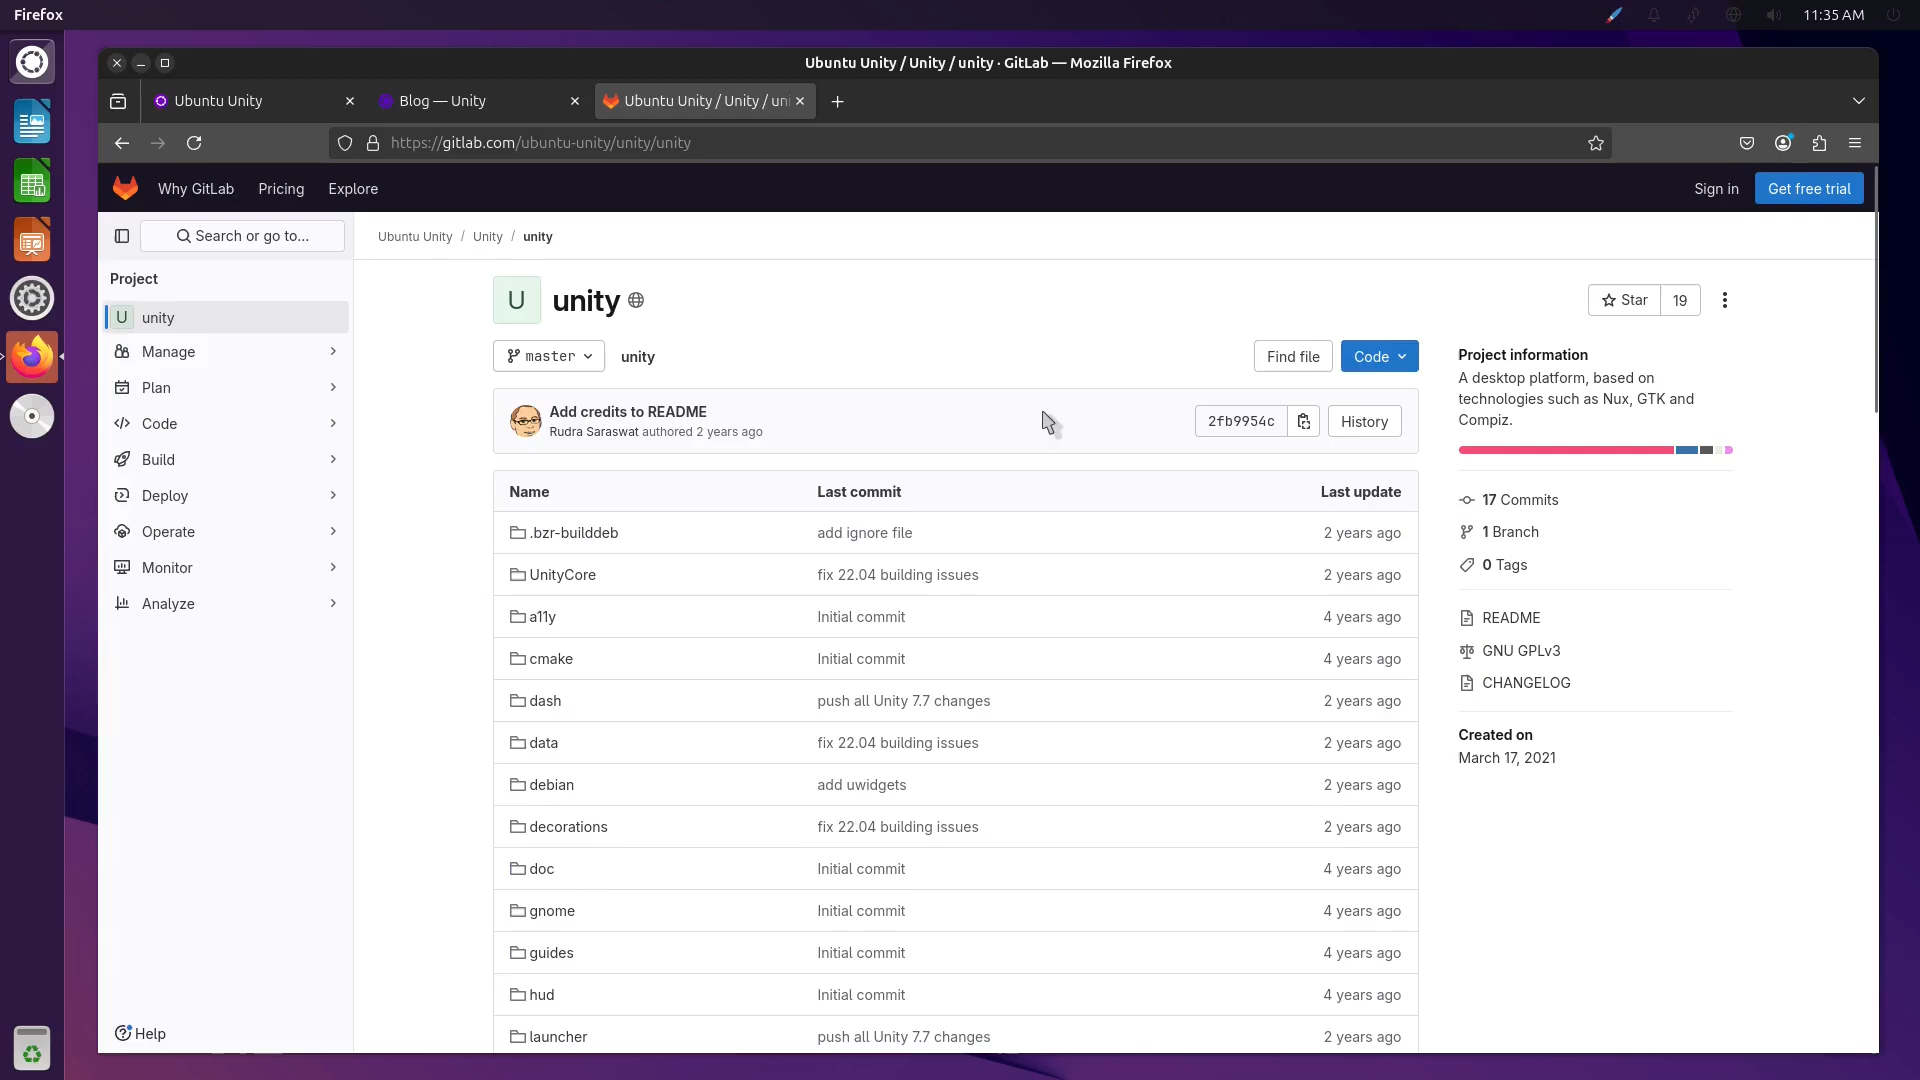 Firefox
11:35 AM
Ubuntu Unity / Unity / unity · GitLab — Mozilla Firefox
Ubuntu Unity
Blog — Unity
Ubuntu Unity / Unity / uni
https://gitlab.com/ubuntu-unity/unity/unity
Why GitLab
Pricing
Explore
Sign in
Get free trial
Search or go to...
Ubuntu Unity / Unity / unity
Project
U unity
Manage
Plan
Code
Build
Deploy
Operate
Monitor
Analyze
Help
U
unity
Star
19
master
unity
Find file
Code
Add credits to README
Rudra Saraswat authored 2 years ago
2fb9954c
History
Name Last commit Last update
.bzr-builddeb add ignore file 2 years ago
UnityCore fix 22.04 building issues 2 years ago
a11y Initial commit 4 years ago
cmake Initial commit 4 years ago
dash push all Unity 7.7 changes 2 years ago
data fix 22.04 building issues 2 years ago
debian add uwidgets 2 years ago
decorations fix 22.04 building issues 2 years ago
doc Initial commit 4 years ago
gnome Initial commit 4 years ago
guides Initial commit 4 years ago
hud Initial commit 4 years ago
launcher push all Unity 7.7 changes 2 years ago
Project information
A desktop platform, based on
technologies such as Nux, GTK and
Compiz.
17 Commits
1 Branch
0 Tags
README
GNU GPLv3
CHANGELOG
Created on
March 17, 2021